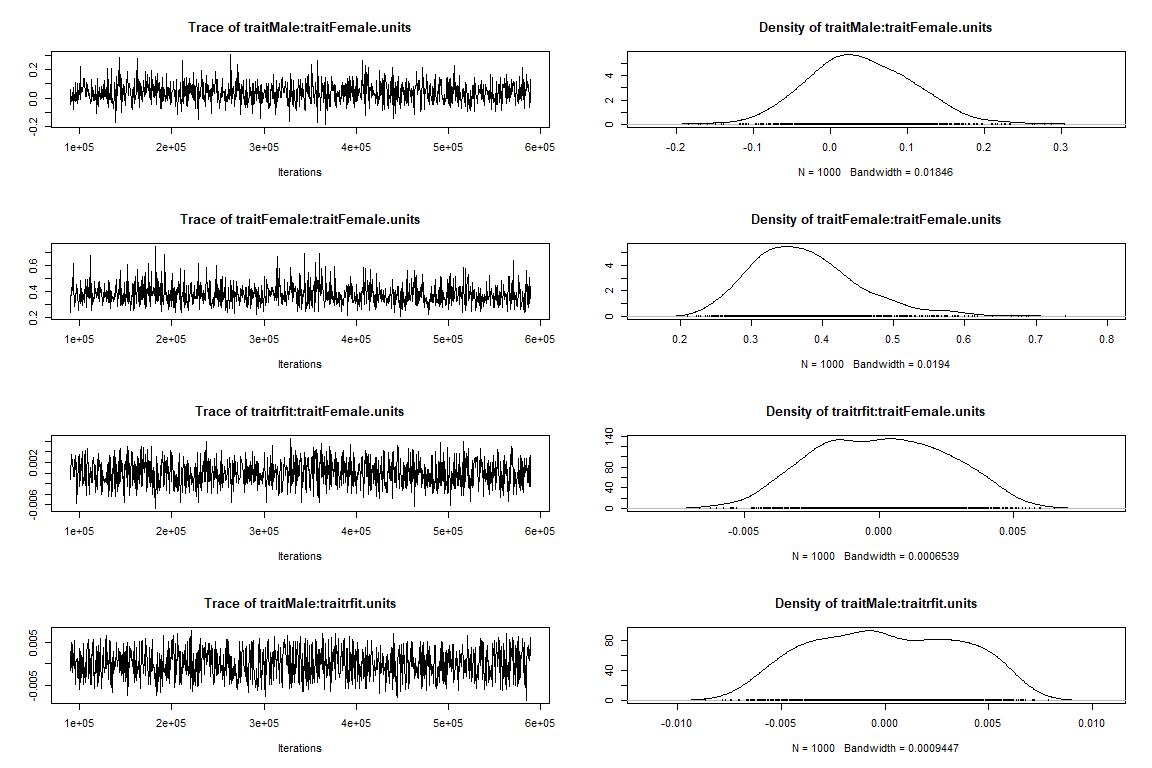 Trace of traitMale:traitFemale.units
Density of traitMale:traitFemale.units
-0.2 0.0 0.2
0 2 4
1e+05 2e+05 3e+05 4e+05 5e+05 6e+05
-0.2 -0.1 0.0 0.1 0.2 0.3
Iterations
N = 1000 Bandwidth = 0.01846
Trace of traitFemale:traitFemale.units
Density of traitFemale:traitFemale.units
0.2 0.4 0.6
0 2 4
1e+05 2e+05 3e+05 4e+05 5e+05 6e+05
0.2 0.3 0.4 0.5 0.6 0.7 0.8
Iterations
N = 1000 Bandwidth = 0.0194
Trace of traitrfit:traitFemale.units
Density of traitrfit:traitFemale.units
-0.006 0.002
0 40 80 140
1e+05 2e+05 3e+05 4e+05 5e+05 6e+05
-0.005 0.000 0.005
Iterations
N = 1000 Bandwidth = 0.0006539
Trace of traitMale:traitrfit.units
Density of traitMale:traitrfit.units
-0.005 0.005
0 40 80
1e+05 2e+05 3e+05 4e+05 5e+05 6e+05
-0.010 -0.005 0.000 0.005 0.010
Iterations
N = 1000 Bandwidth = 0.0009447